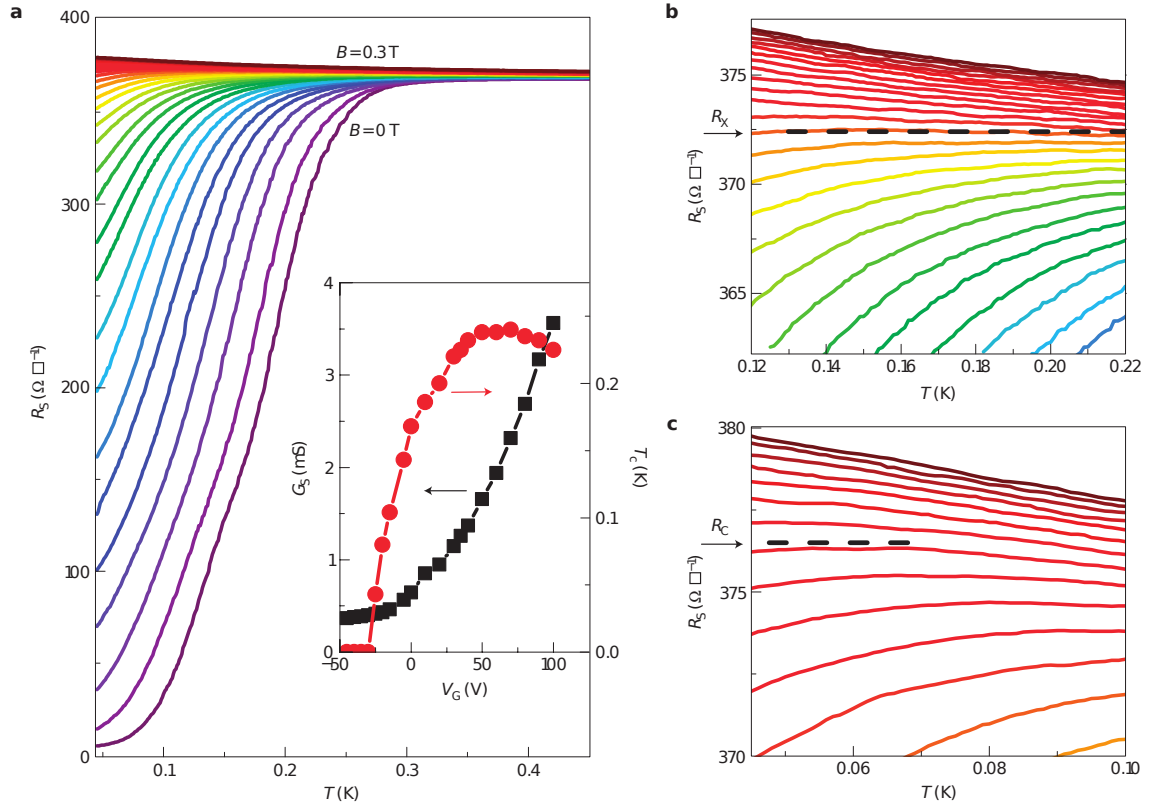 a
400
300
200
100
0
R_S (Ω □⁻¹)
B = 0.3 T
B = 0 T
0.1
0.2
0.3
0.4
T (K)
4
3
2
1
0
G_S (mS)
−50
0
50
100
V_G (V)
0.2
0.1
0.0
T_c (K)
b
375
370
365
R_X
R_S (Ω □⁻¹)
0.12
0.14
0.16
0.18
0.20
0.22
T (K)
c
380
375
370
R_C
R_S (Ω □⁻¹)
0.06
0.08
0.10
T (K)